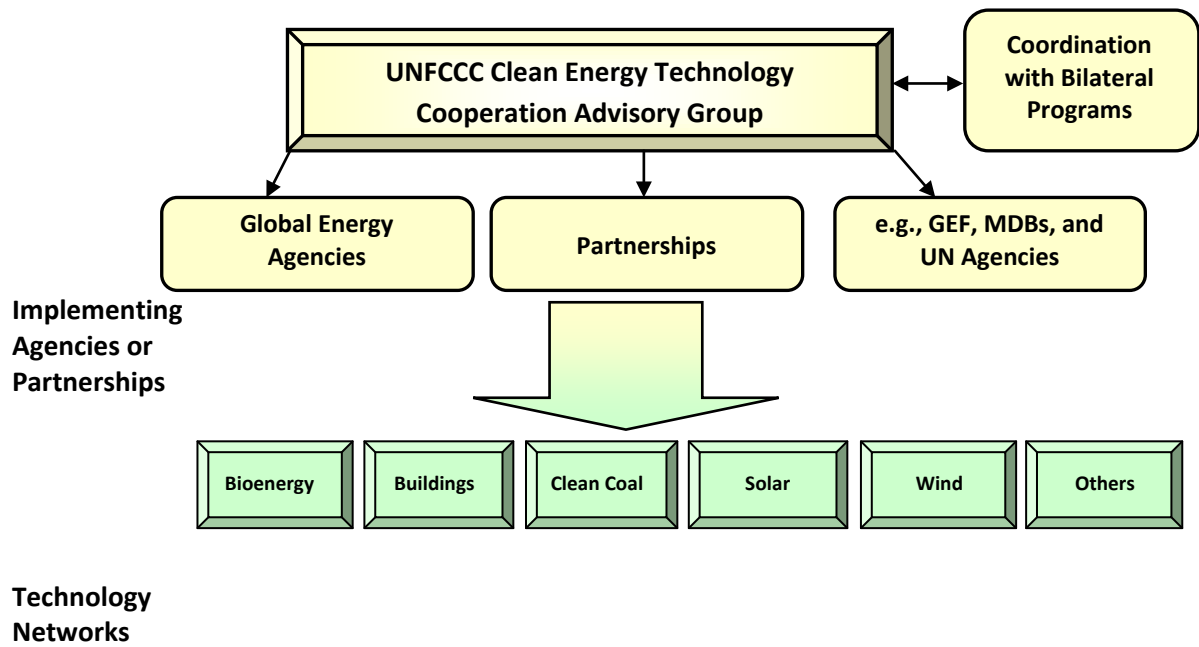 UNFCCC Clean Energy Technology
Cooperation Advisory Group
Coordination
with Bilateral
Programs
Global Energy
Agencies
Partnerships
e.g., GEF, MDBs, and
UN Agencies
Implementing
Agencies or
Partnerships
Bioenergy
Buildings
Clean Coal
Solar
Wind
Others
Technology
Networks